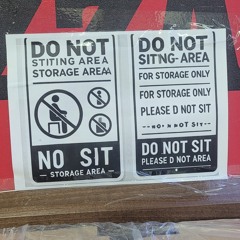 DO NOT
STITING AREA
STORAGE AREA
NO SIT
STORAGE AREA
DO NOT
SITNG-AREA
FOR STORAGE ONLY
FOR STORAGE ONLY
PLEASE D NOT SIT
DO NOT SIT
PLEASE D NOT AREA